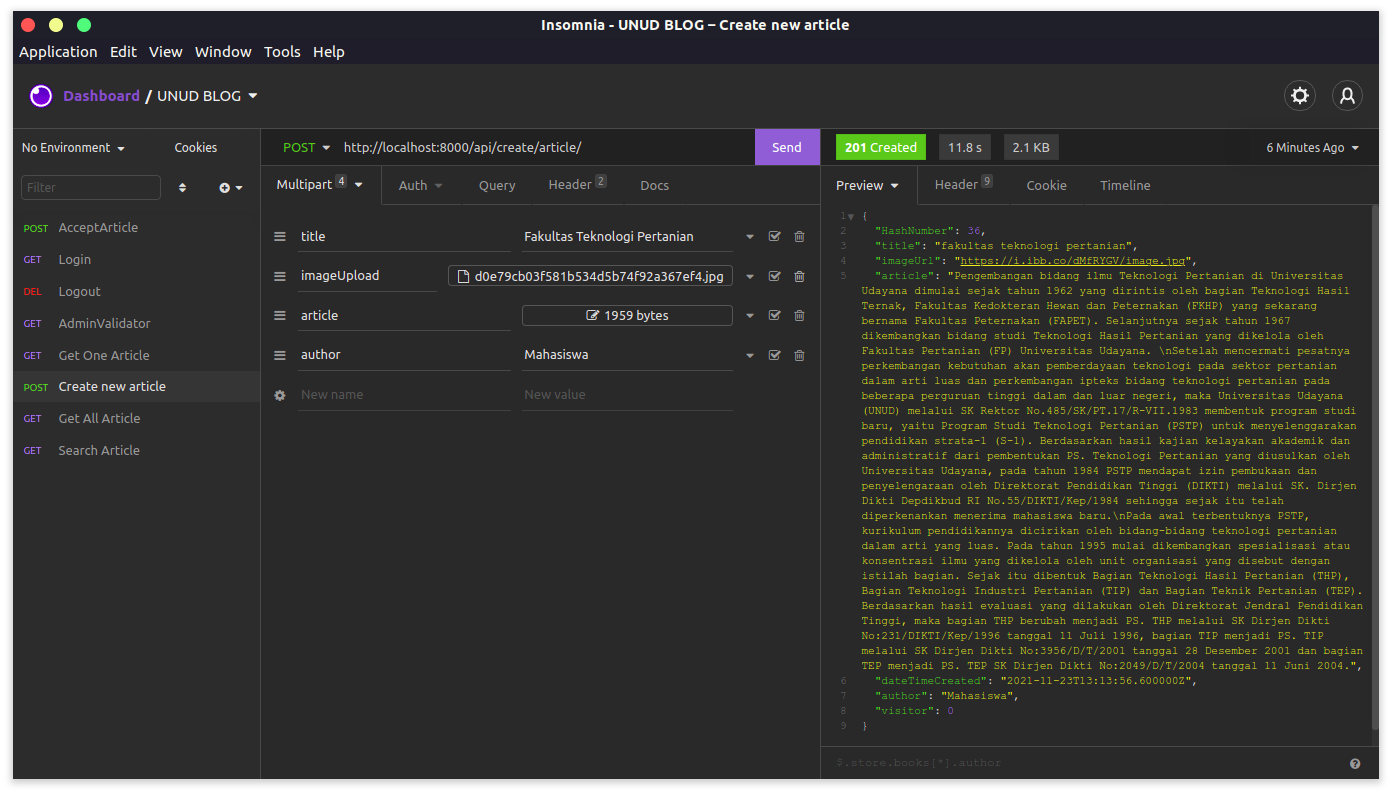 Insomnia - UNUD BLOG – Create new article
Application Edit View Window Tools Help
Dashboard / UNUD BLOG
No Environment Cookies
Filter
POST AcceptArticle
GET Login
DEL Logout
GET AdminValidator
GET Get One Article
POST Create new article
GET Get All Article
GET Search Article
POST http://localhost:8000/api/create/article/ Send
Multipart 4 Auth Query Header 2 Docs
title Fakultas Teknologi Pertanian
imageUpload d0e79cb03f581b534d5b74f92a367ef4.jpg
article 1959 bytes
author Mahasiswa
New name New value
201 Created 11.8 s 2.1 KB 6 Minutes Ago
Preview Header 9 Cookie Timeline
1 {
2 "HashNumber": 36,
3 "title": "fakultas teknologi pertanian",
4 "imageUrl": "https://i.ibb.co/dMfRYGV/image.jpg",
5 "article": "Pengembangan bidang ilmu Teknologi Pertanian di Universitas
Udayana dimulai sejak tahun 1962 yang dirintis oleh bagian Teknologi Hasil
Ternak, Fakultas Kedokteran Hewan dan Peternakan (FKHP) yang sekarang
bernama Fakultas Peternakan (FAPET). Selanjutnya sejak tahun 1967
dikembangkan bidang studi Teknologi Hasil Pertanian yang dikelola oleh
Fakultas Pertanian (FP) Universitas Udayana. \nSetelah mencermati pesatnya
perkembangan kebutuhan akan pemberdayaan teknologi pada sektor pertanian
dalam arti luas dan perkembangan ipteks bidang teknologi pertanian pada
beberapa perguruan tinggi dalam dan luar negeri, maka Universitas Udayana
(UNUD) melalui SK Rektor No.485/SK/PT.17/R-VII.1983 membentuk program studi
baru, yaitu Program Studi Teknologi Pertanian (PSTP) untuk menyelenggarakan
pendidikan strata-1 (S-1). Berdasarkan hasil kajian kelayakan akademik dan
administratif dari pembentukan PS. Teknologi Pertanian yang diusulkan oleh
Universitas Udayana, pada tahun 1984 PSTP mendapat izin pembukaan dan
penyelengaraan oleh Direktorat Pendidikan Tinggi (DIKTI) melalui SK. Dirjen
Dikti Depdikbud RI No.55/DIKTI/Kep/1984 sehingga sejak itu telah
diperkenankan menerima mahasiswa baru.\nPada awal terbentuknya PSTP,
kurikulum pendidikannya dicirikan oleh bidang-bidang teknologi pertanian
dalam arti yang luas. Pada tahun 1995 mulai dikembangkan spesialisasi atau
konsentrasi ilmu yang dikelola oleh unit organisasi yang disebut dengan
istilah bagian. Sejak itu dibentuk Bagian Teknologi Hasil Pertanian (THP),
Bagian Teknologi Industri Pertanian (TIP) dan Bagian Teknik Pertanian (TEP).
Berdasarkan hasil evaluasi yang dilakukan oleh Direktorat Jendral Pendidikan
Tinggi, maka bagian THP berubah menjadi PS. THP melalui SK Dirjen Dikti
No:231/DIKTI/Kep/1996 tanggal 11 Juli 1996, bagian TIP menjadi PS. TIP
melalui SK Dirjen Dikti No:3956/D/T/2001 tanggal 28 Desember 2001 dan bagian
TEP menjadi PS. TEP SK Dirjen Dikti No:2049/D/T/2004 tanggal 11 Juni 2004.",
6 "dateTimeCreated": "2021-11-23T13:13:56.600000Z",
7 "author": "Mahasiswa",
8 "visitor": 0
9 }
$.store.books[*].author